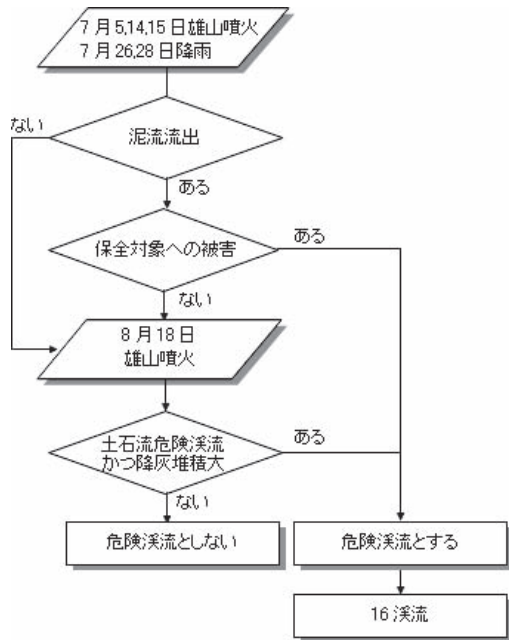 7月5,14,15日雄山噴火
7月26,28日降雨
ない
泥流流出
ある
保全対象への被害
ある
ない
8月18日
雄山噴火
土石流危険渓流
かつ降灰堆積大
ある
ない
危険渓流としない
危険渓流とする
16渓流